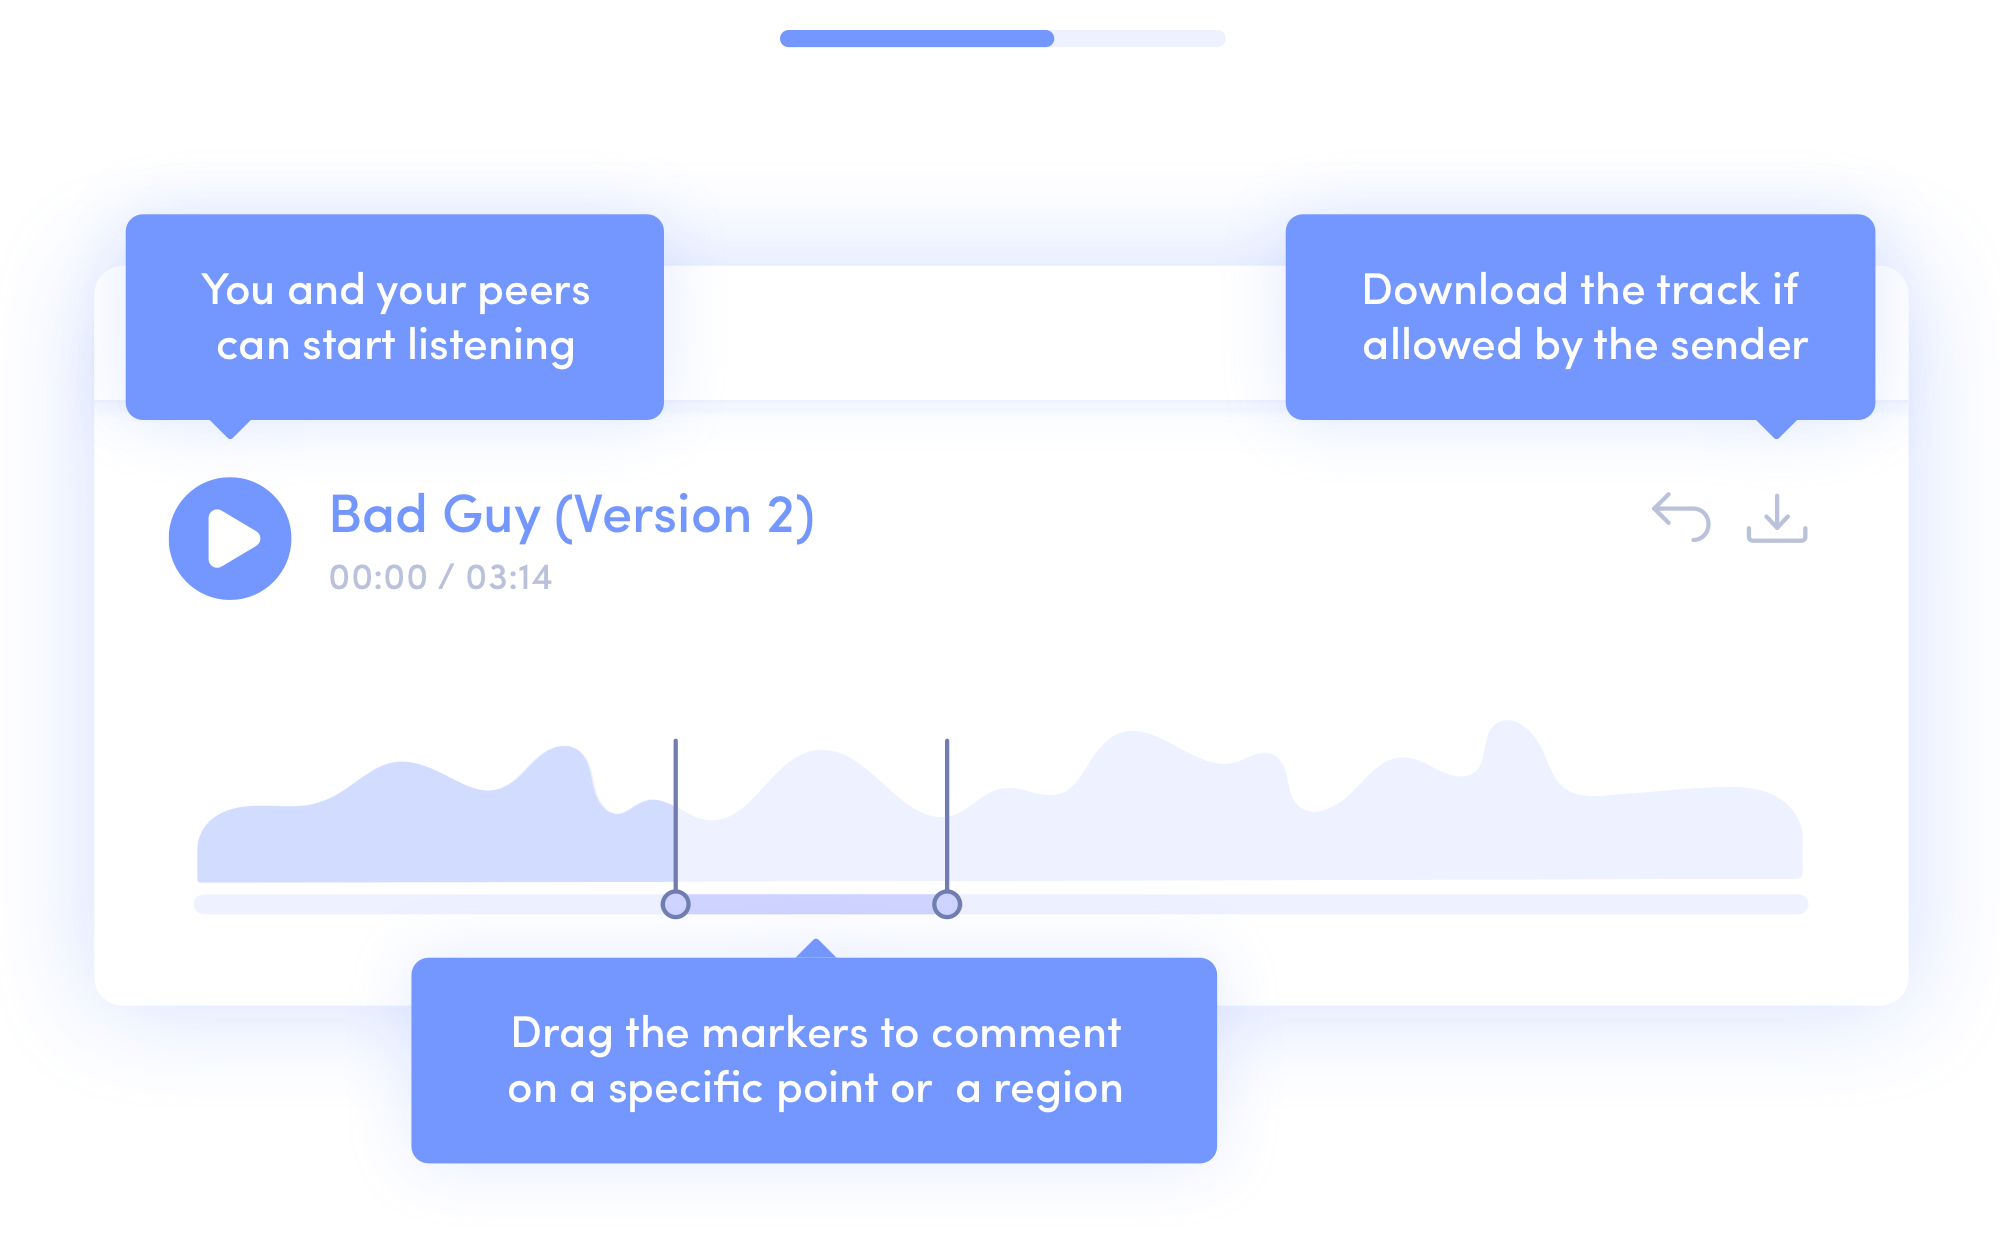 You and your peers
can start listening
Download the track if
allowed by the sender
Bad Guy (Version 2)
00:00 / 03:14
Drag the markers to comment
on a specific point or  a region